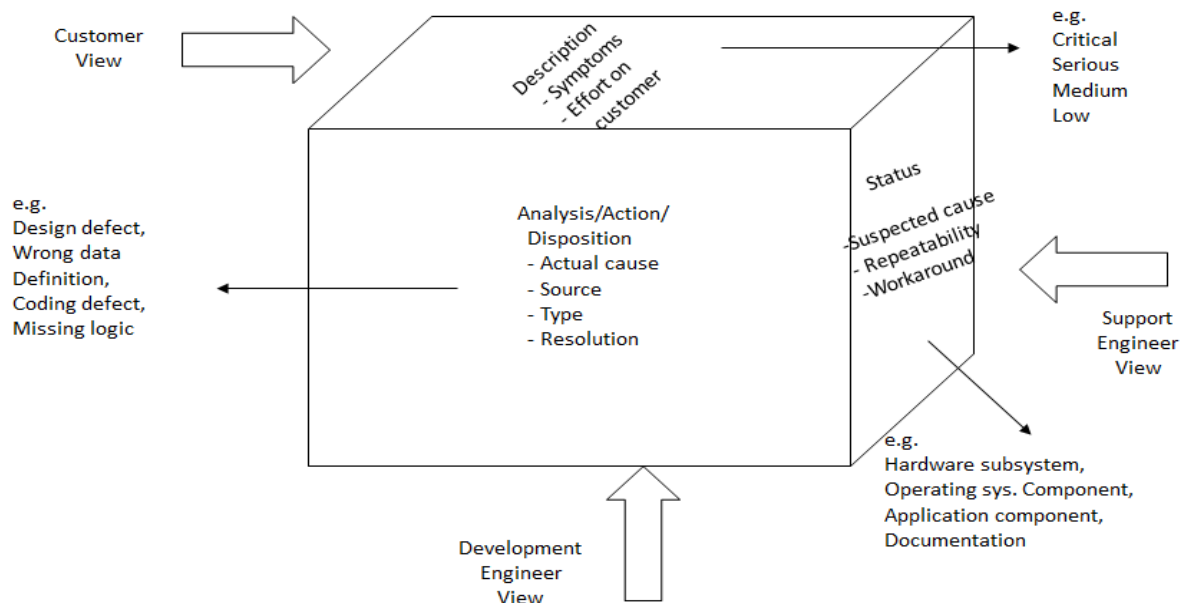 Customer
View
Description
- Symptoms
- Effort on
customer
e.g.
Critical
Serious
Medium
Low
e.g.
Design defect,
Wrong data
Definition,
Coding defect,
Missing logic
Analysis/Action/
Disposition
- Actual cause
- Source
- Type
- Resolution
Status
-Suspected cause
- Repeatability
-Workaround
Support
Engineer
View
e.g.
Hardware subsystem,
Operating sys. Component,
Application component,
Documentation
Development
Engineer
View